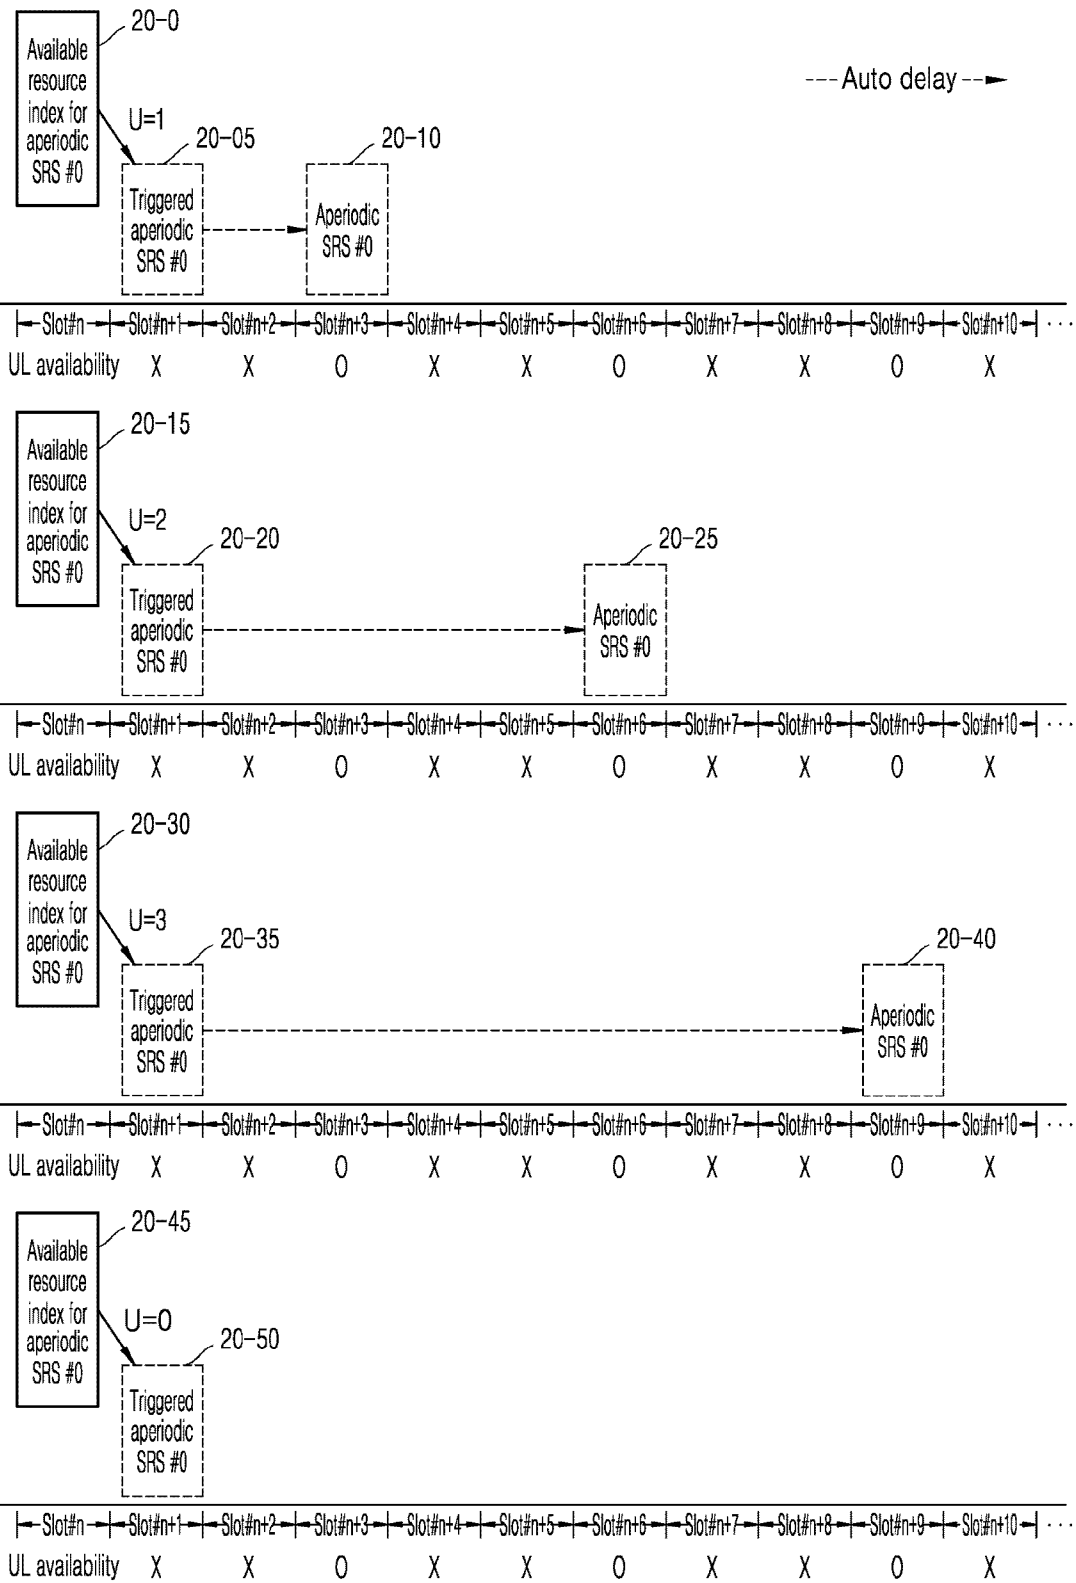 20-0
Available
resource
index for
aperiodic
SRS #0
Auto delay
U=1
20-05
20-10
Triggered
aperiodic
SRS #0
Aperiodic
SRS #0
Slot#n Slot#n+1 Slot#n+2 Slot#n+3 Slot#n+4 Slot#n+5 Slot#n+6 Slot#n+7 Slot#n+8 Slot#n+9 Slot#n+10 ...
UL availability X X O X X O X X O X
20-15
Available
resource
index for
aperiodic
SRS #0
U=2
20-20
20-25
Triggered
aperiodic
SRS #0
Aperiodic
SRS #0
Slot#n Slot#n+1 Slot#n+2 Slot#n+3 Slot#n+4 Slot#n+5 Slot#n+6 Slot#n+7 Slot#n+8 Slot#n+9 Slot#n+10 ...
UL availability X X O X X O X X O X
20-30
Available
resource
index for
aperiodic
SRS #0
U=3
20-35
20-40
Triggered
aperiodic
SRS #0
Aperiodic
SRS #0
Slot#n Slot#n+1 Slot#n+2 Slot#n+3 Slot#n+4 Slot#n+5 Slot#n+6 Slot#n+7 Slot#n+8 Slot#n+9 Slot#n+10 ...
UL availability X X O X X O X X O X
20-45
Available
resource
index for
aperiodic
SRS #0
U=0
20-50
Triggered
aperiodic
SRS #0
Slot#n Slot#n+1 Slot#n+2 Slot#n+3 Slot#n+4 Slot#n+5 Slot#n+6 Slot#n+7 Slot#n+8 Slot#n+9 Slot#n+10 ...
UL availability X X O X X O X X O X